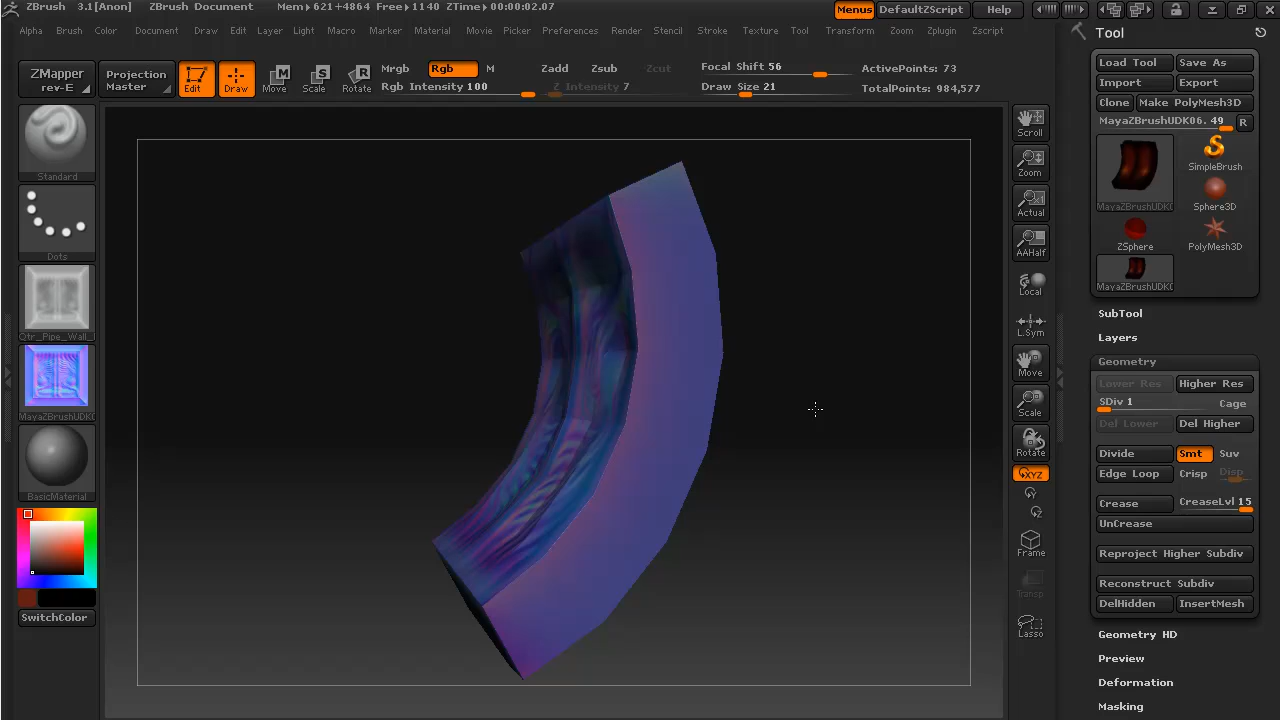 ZBrush 3.1[Anon] ZBrush Document Mem▸621+4864 Free▸1140 ZTime▸00:00:02.07 Menus DefaultZScript Help
Alpha Brush Color Document Draw Edit Layer Light Macro Marker Material Movie Picker Preferences Render Stencil Stroke Texture Tool Transform Zoom Zplugin Zscript
Tool
ZMapper
rev-E
Projection
Master
Edit Draw Move Scale Rotate
Mrgb Rgb M Zadd Zsub Zcut
Rgb Intensity 100 Z Intensity 7
Focal Shift 56
Draw Size 21
ActivePoints: 73
TotalPoints: 984,577
Load Tool Save As
Import Export
Clone Make PolyMesh3D
MayaZBrushUDK06. 49 R
SimpleBrush
MayaZBrushUDK0
Sphere3D
ZSphere PolyMesh3D
MayaZBrushUDK0
SubTool
Layers
Geometry
Lower Res Higher Res
SDiv 1 Cage
Del Lower Del Higher
Divide Smt Suv
Edge Loop Crisp Disp
Crease CreaseLvl 15
UnCrease
Reproject Higher Subdiv
Reconstruct Subdiv
DelHidden InsertMesh
Geometry HD
Preview
Deformation
Masking
Standard
Dots
Qtr_Pipe_Wall_
MayaZBrushUDK0
BasicMaterial
SwitchColor
Scroll
Zoom
Actual
AAHalf
Local
L.Sym
Move
Scale
Rotate
XYZ
Y
Z
Frame
Transp
Lasso